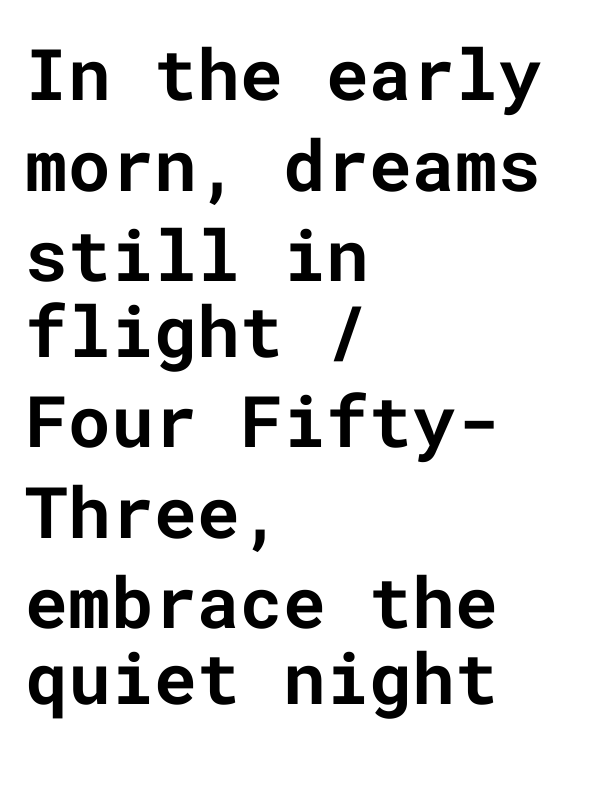 In the early
morn, dreams
still in
flight /
Four Fifty-
Three,
embrace the
quiet night